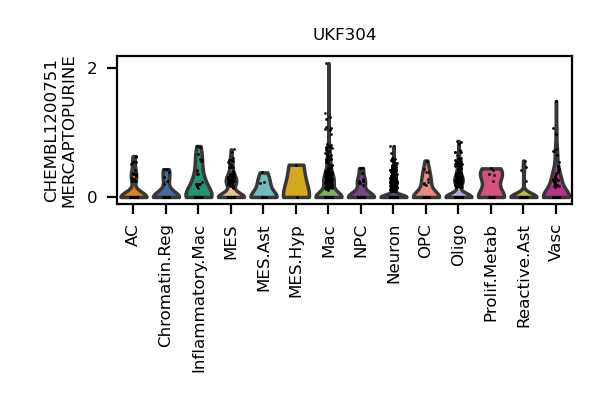 UKF304
CHEMBL1200751
MERCAPTOPURINE
2
0
AC
Chromatin.Reg
Inflammatory.Mac
MES
MES.Ast
MES.Hyp
Mac
NPC
Neuron
OPC
Oligo
Prolif.Metab
Reactive.Ast
Vasc